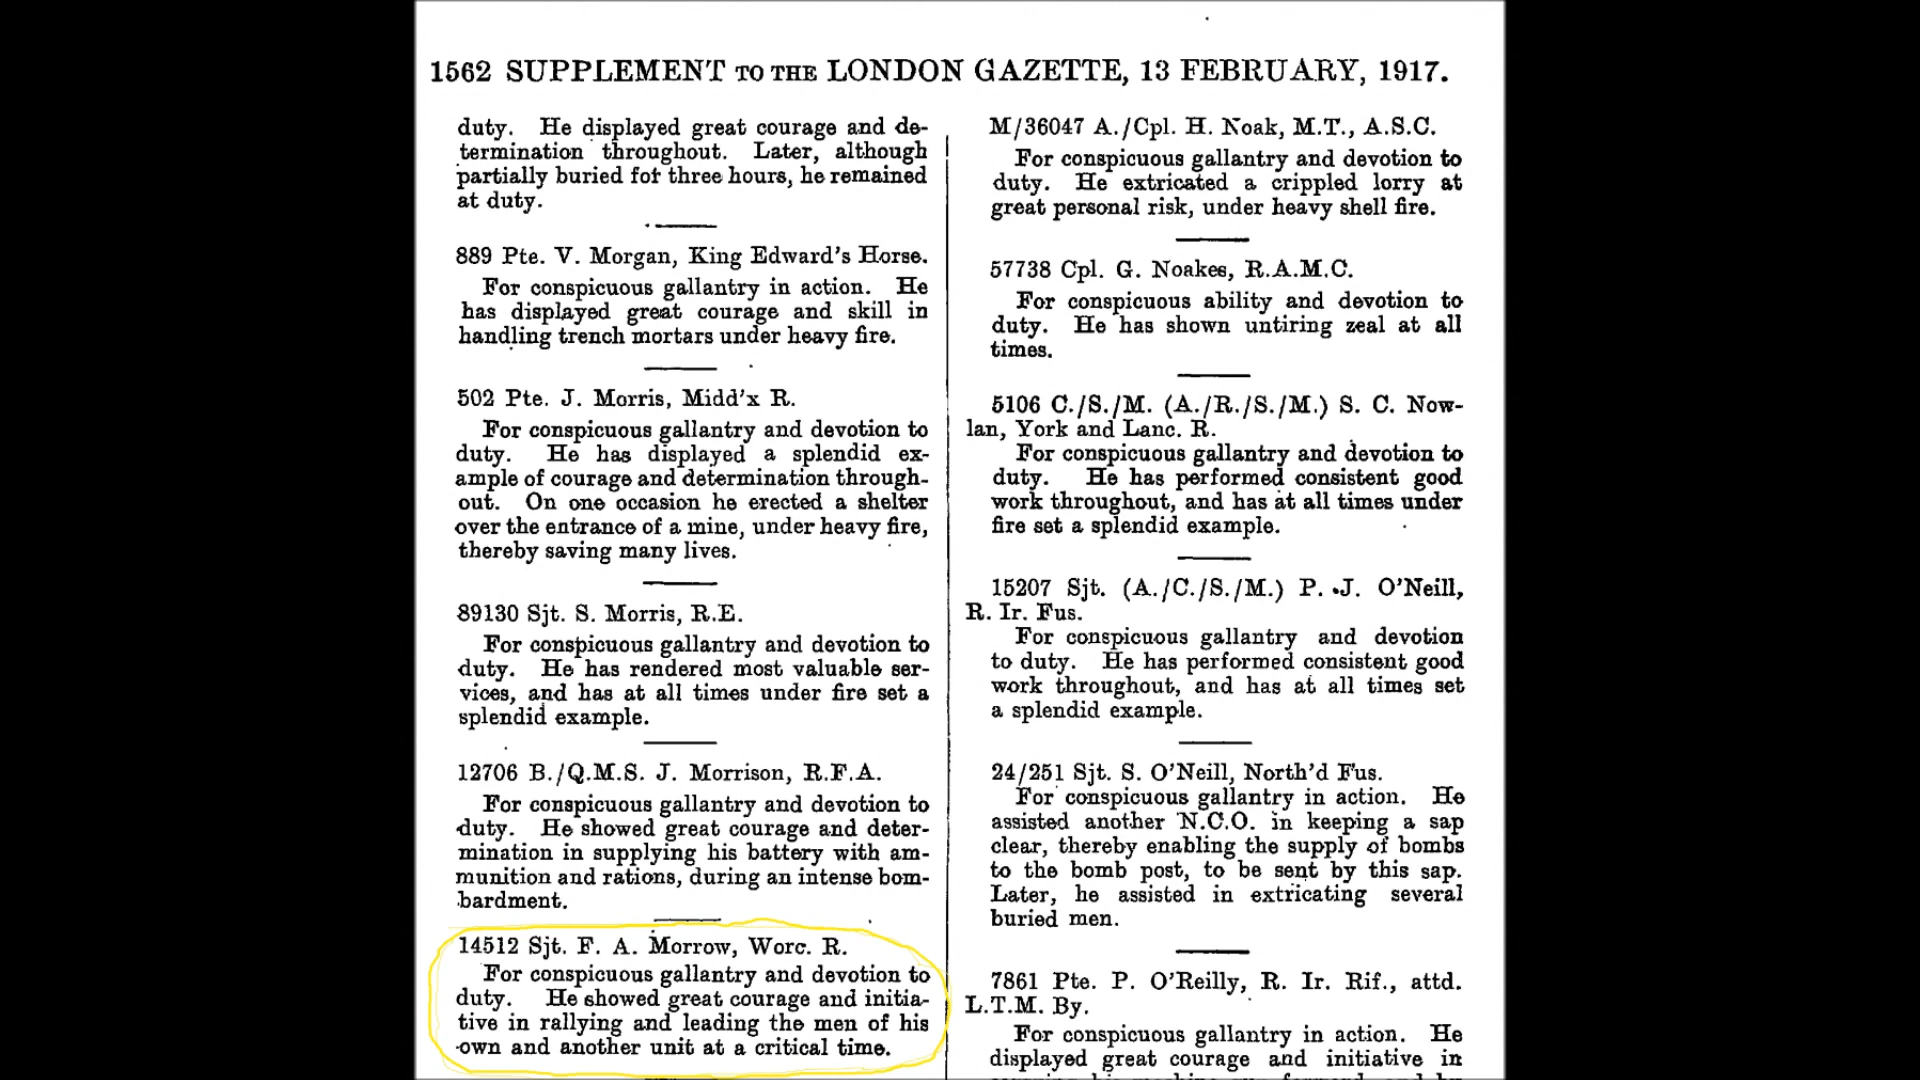 1562 SUPPLEMENT TO THE LONDON GAZETTE, 13 FEBRUARY, 1917.
duty. He displayed great courage and de-
termination throughout. Later, although
partially buried for three hours, he remained
at duty.
889 Pte. V. Morgan, King Edward's Horse.
For conspicuous gallantry in action. He
has displayed great courage and skill in
handling trench mortars under heavy fire.
502 Pte. J. Morris, Midd'x R.
For conspicuous gallantry and devotion to
duty. He has displayed a splendid ex-
ample of courage and determination through-
out. On one occasion he erected a shelter
over the entrance of a mine, under heavy fire,
thereby saving many lives.
89130 Sjt. S. Morris, R.E.
For conspicuous gallantry and devotion to
duty. He has rendered most valuable ser-
vices, and has at all times under fire set a
splendid example.
12706 B./Q.M.S. J. Morrison, R.F.A.
For conspicuous gallantry and devotion to
duty. He showed great courage and deter-
mination in supplying his battery with am-
munition and rations, during an intense bom-
bardment.
14512 Sjt. F. A. Morrow, Worc. R.
For conspicuous gallantry and devotion to
duty. He showed great courage and initia-
tive in rallying and leading the men of his
own and another unit at a critical time.
M/36047 A./Cpl. H. Noak, M.T., A.S.C.
For conspicuous gallantry and devotion to
duty. He extricated a crippled lorry at
great personal risk, under heavy shell fire.
57738 Cpl. G. Noakes, R.A.M.C.
For conspicuous ability and devotion to
duty. He has shown untiring zeal at all
times.
5106 C./S./M. (A./R./S./M.) S. C. Now-
lan, York and Lanc. R.
For conspicuous gallantry and devotion to
duty. He has performed consistent good
work throughout, and has at all times under
fire set a splendid example.
15207 Sjt. (A./C./S./M.) P. J. O'Neill,
R. Ir. Fus.
For conspicuous gallantry and devotion
to duty. He has performed consistent good
work throughout, and has at all times set
a splendid example.
24/251 Sjt. S. O'Neill, North'd Fus.
For conspicuous gallantry in action. He
assisted another N.C.O. in keeping a sap
clear, thereby enabling the supply of bombs
to the bomb post, to be sent by this sap.
Later, he assisted in extricating several
buried men.
7861 Pte. P. O'Reilly, R. Ir. Rif., attd.
L.T.M. By.
For conspicuous gallantry in action. He
displayed great courage and initiative in